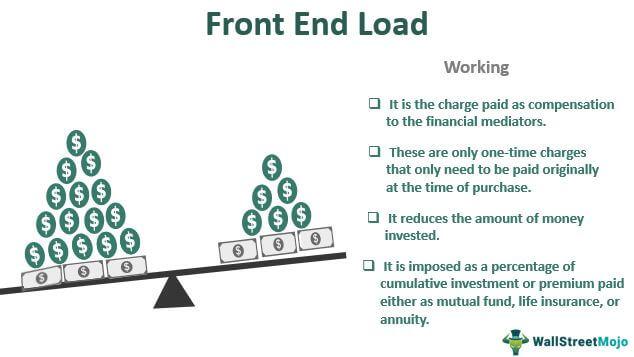 Front End Load
Working
❑ It is the charge paid as compensation
to the financial mediators.
❑ These are only one-time charges
that only need to be paid originally
at the time of purchase.
❑ It reduces the amount of money
invested.
❑ It is imposed as a percentage of
cumulative investment or premium paid
either as mutual fund, life insurance, or
annuity.
WallStreetMojo